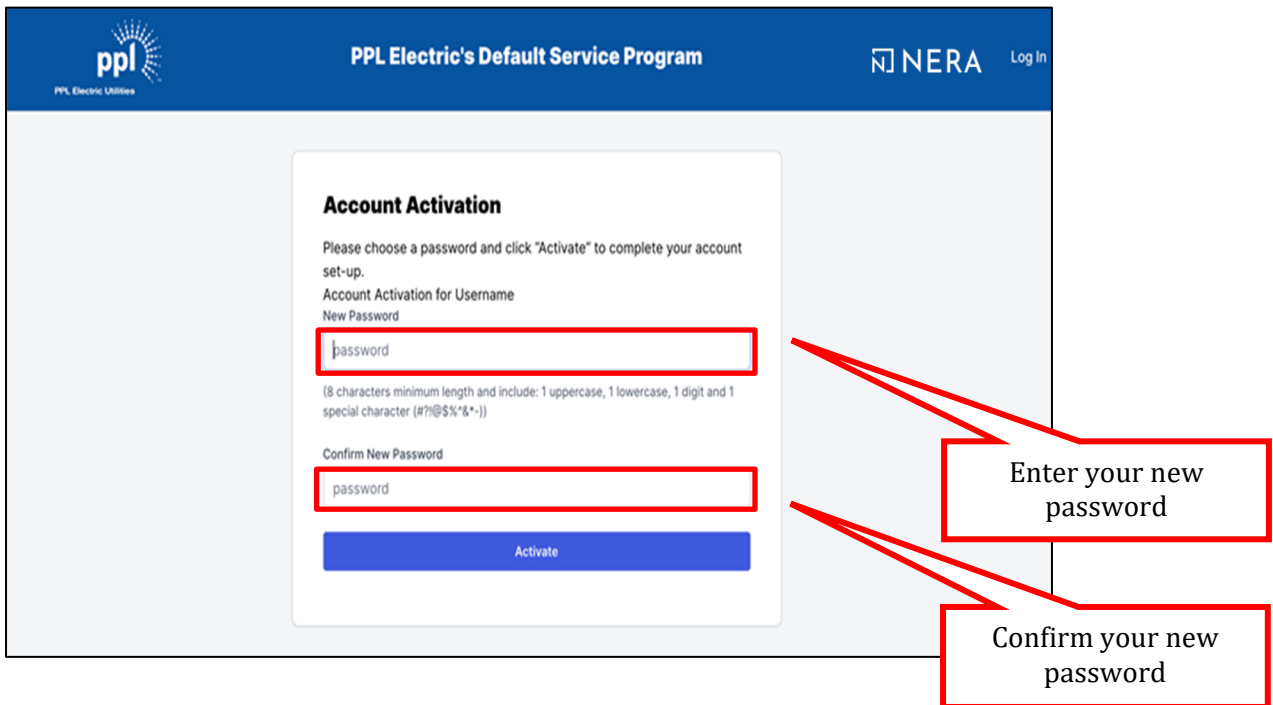 ppl
PPL Electric Utilities
PPL Electric's Default Service Program
NERA
Log In
Account Activation
Please choose a password and click "Activate" to complete your account
set-up.
Account Activation for Username
New Password
password
(8 characters minimum length and include: 1 uppercase, 1 lowercase, 1 digit and 1
special character (#?!@$%^&*-))
Confirm New Password
password
Activate
Enter your new
password
Confirm your new
password